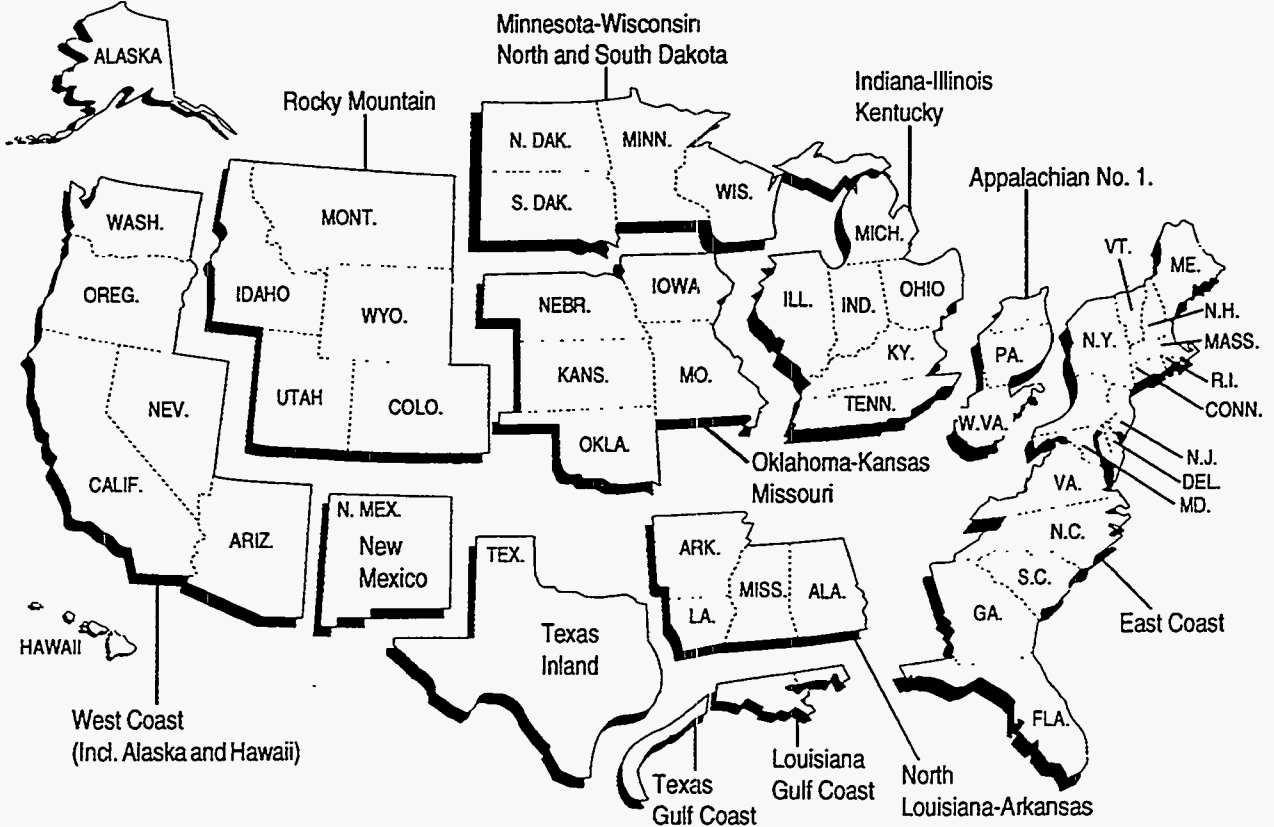 Minnesota-Wisconsin
North and South Dakota
ALASKA
Rocky Mountain
Indiana-Illinois
Kentucky
Appalachian No. 1.
N. DAK.
MINN.
S. DAK.
WIS.
WASH.
MONT.
MICH.
VT.
ME.
OREG.
IDAHO
WYO.
NEBR.
IOWA
ILL.
IND.
OHIO
N.H.
N.Y.
MASS.
PA.
KY.
KANS.
MO.
R.I.
NEV.
UTAH
COLO.
TENN.
CONN.
W.VA.
OKLA.
Oklahoma-Kansas
Missouri
N.J.
DEL.
MD.
CALIF.
VA.
ARIZ.
N. MEX.
New
Mexico
N.C.
TEX.
ARK.
S.C.
MISS.
ALA.
LA.
GA.
East Coast
HAWAII
Texas
Inland
FLA.
West Coast
(Incl. Alaska and Hawaii)
Texas
Gulf Coast
Louisiana
Gulf Coast
North
Louisiana-Arkansas